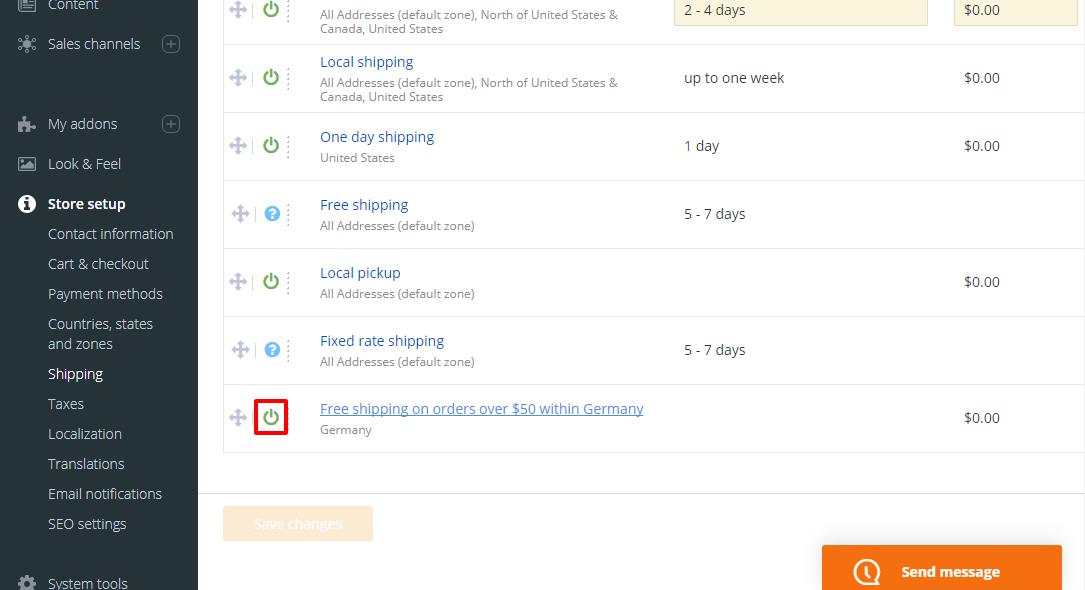 Content
Sales channels
My addons
Look & Feel
Store setup
Contact information
Cart & checkout
Payment methods
Countries, states
and zones
Shipping
Taxes
Localization
Translations
Email notifications
SEO settings
System tools
All Addresses (default zone), North of United States &
Canada, United States
2 - 4 days
$0.00
Local shipping
All Addresses (default zone), North of United States &
Canada, United States
up to one week
$0.00
One day shipping
United States
1 day
$0.00
Free shipping
All Addresses (default zone)
5 - 7 days
Local pickup
All Addresses (default zone)
$0.00
Fixed rate shipping
All Addresses (default zone)
5 - 7 days
Free shipping on orders over $50 within Germany
Germany
$0.00
Save changes
Send message